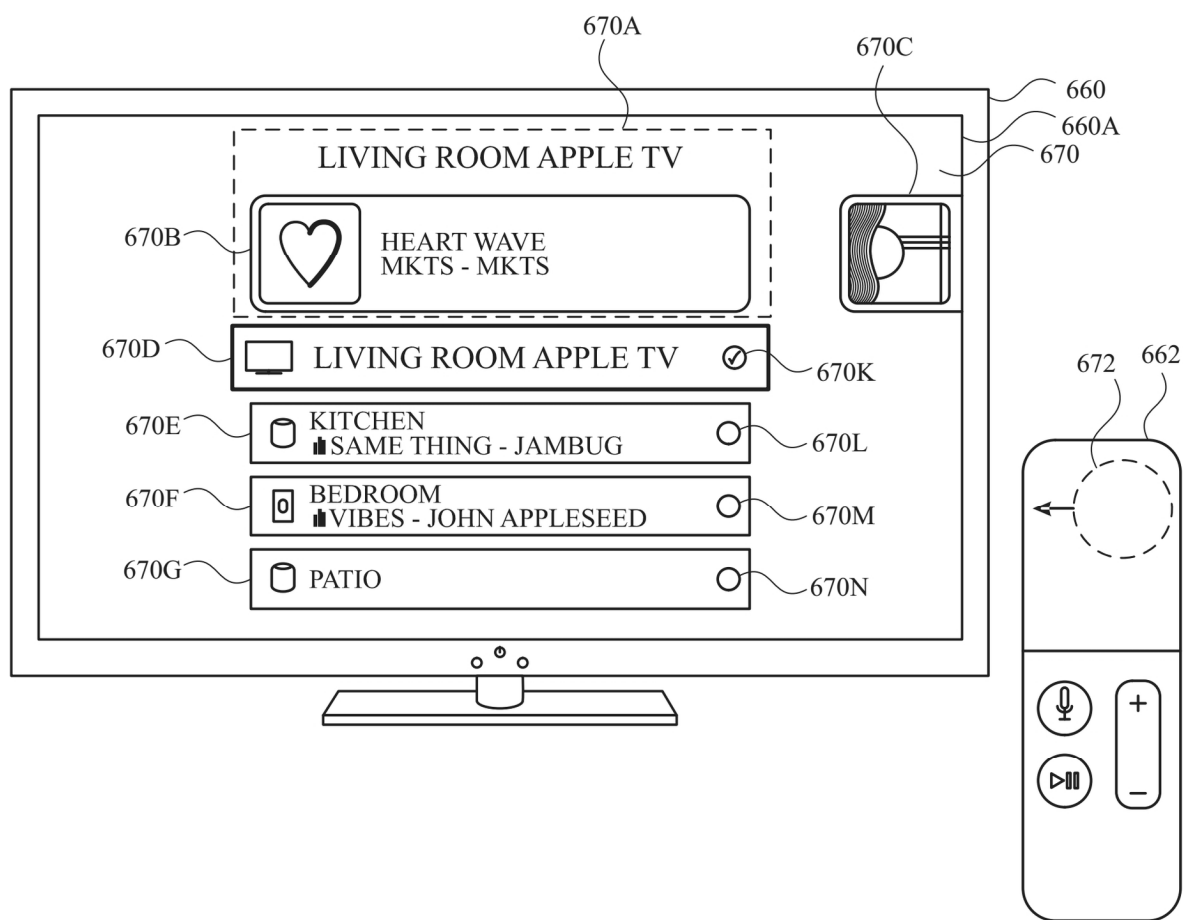 670A
670C
660
660A
670
LIVING ROOM APPLE TV
670B
HEART WAVE
MKTS - MKTS
670D
LIVING ROOM APPLE TV
670K
672
662
670E
KITCHEN
SAME THING - JAMBUG
670L
670F
BEDROOM
VIBES - JOHN APPLESEED
670M
670G
PATIO
670N